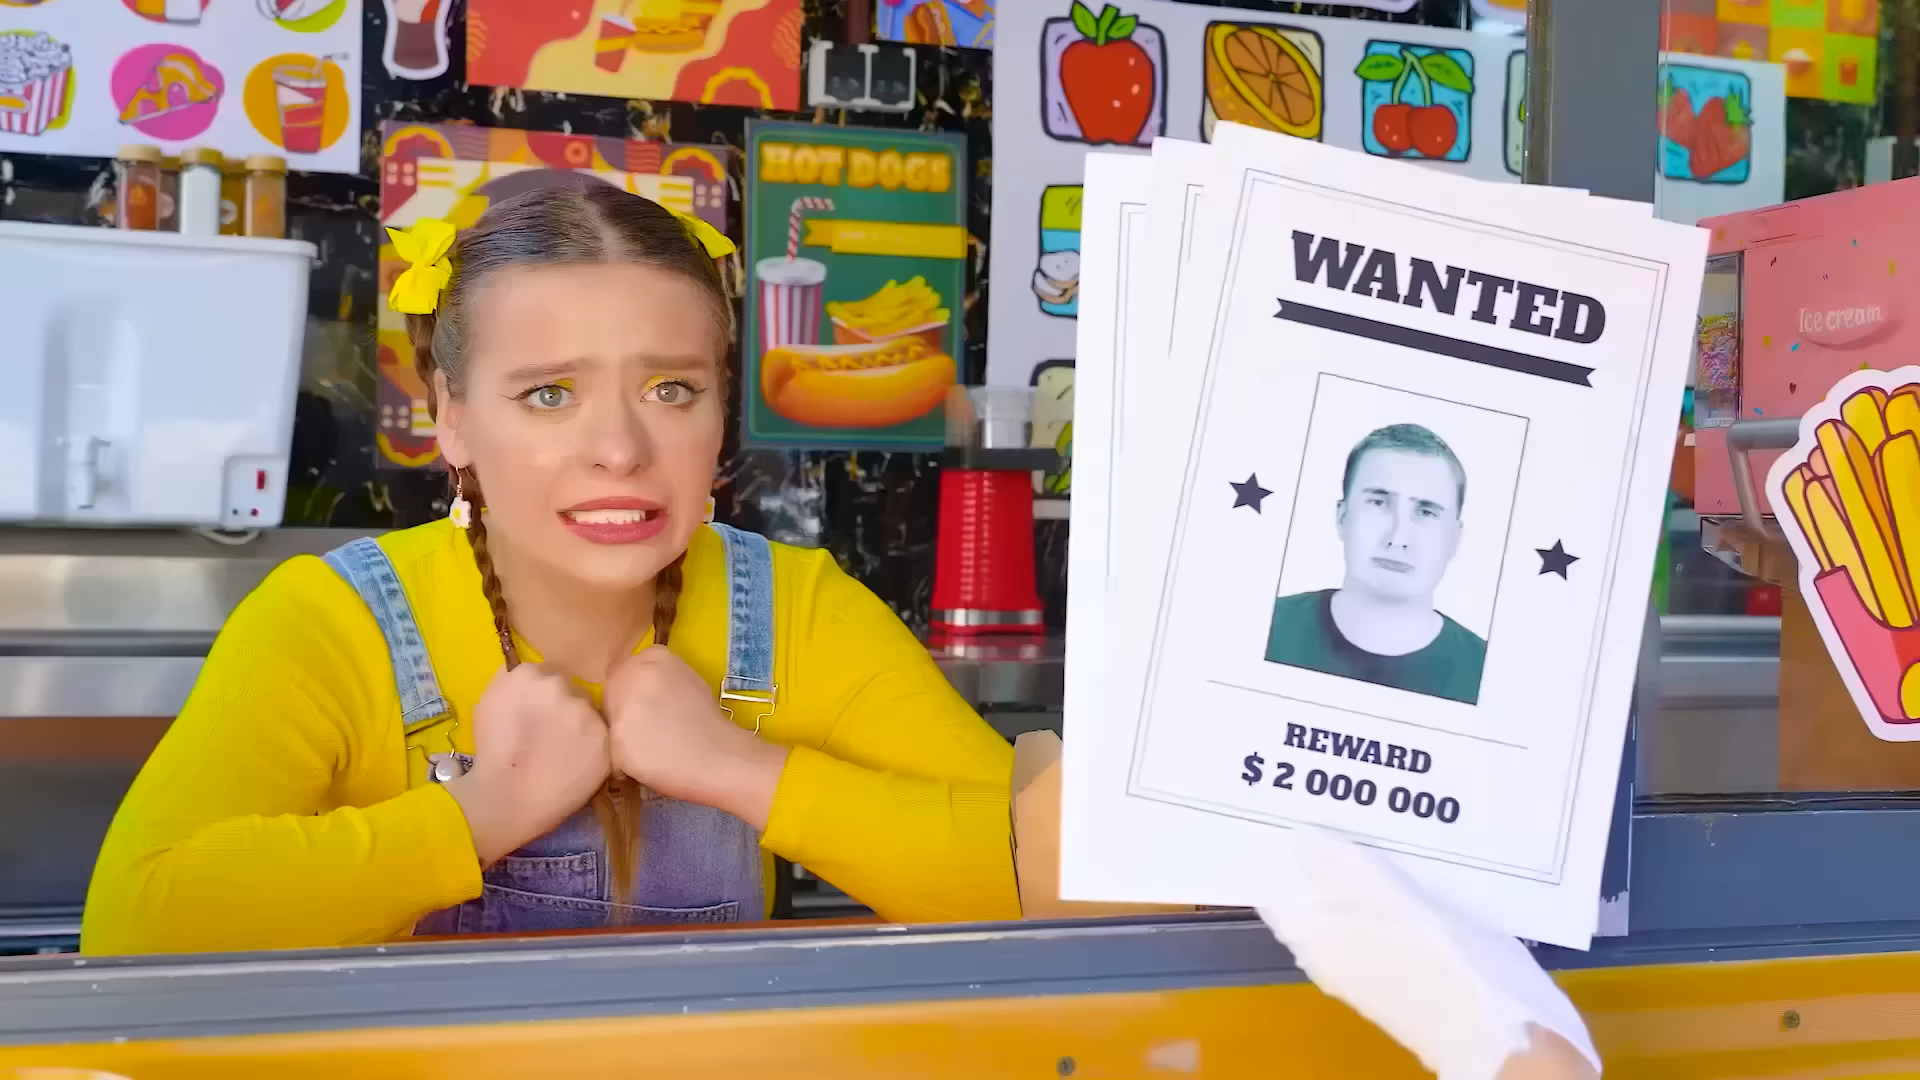 HOT DOGS
WANTED
REWARD
$ 2 000 000
Ice cream